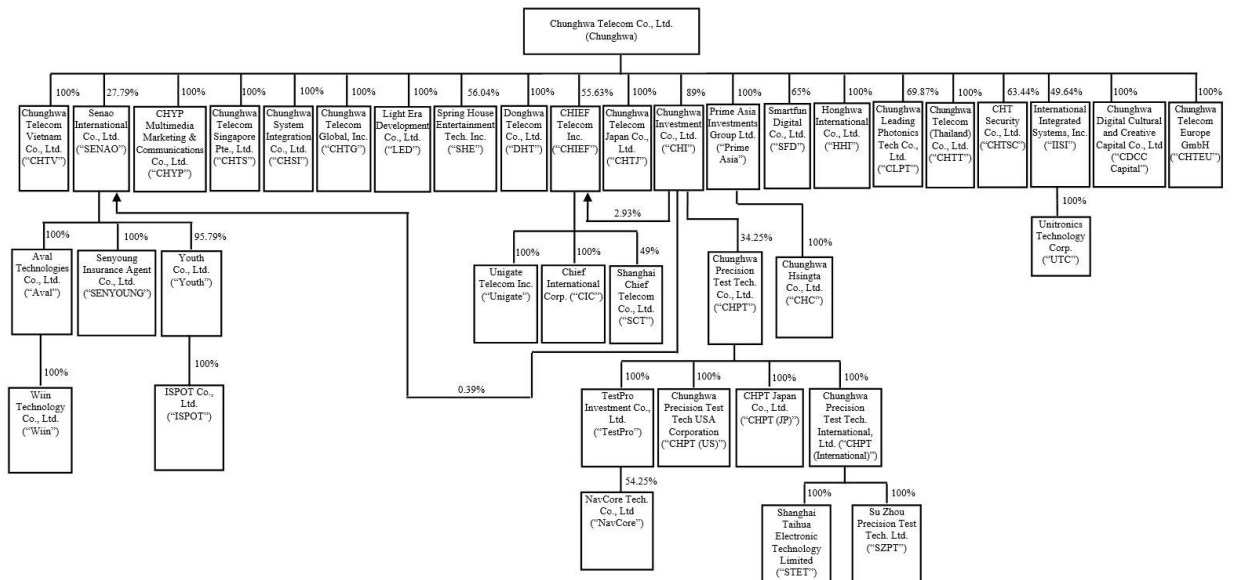 Chunghwa Telecom Co., Ltd.
(Chunghwa)
100%
27.79%
100%
100%
100%
100%
100%
56.04%
100%
55.63%
100%
89%
100%
65%
100%
69.87%
100%
63.44%
49.64%
100%
100%
Chunghwa
Telecom
Vietnam
Co., Ltd.
(“CHTV”)
Senao
International
Co., Ltd.
(“SENAO”)
CHYP
Multimedia
Marketing &
Communications
Co., Ltd.
(“CHYP”)
Chunghwa
Telecom
Singapore
Pte., Ltd.
(“CHTS”)
Chunghwa
System
Integration
Co., Ltd.
(“CHSI”)
Chunghwa
Telecom
Global, Inc.
(“CHTG”)
Light Era
Development
Co., Ltd.
(“LED”)
Spring House
Entertainment
Tech. Inc.
(“SHE”)
Donghwa
Telecom
Co., Ltd.
(“DHT”)
CHIEF
Telecom
Inc.
(“CHIEF”)
Chunghwa
Telecom
Japan Co.,
Ltd.
(“CHTJ”)
Chunghwa
Investment
Co., Ltd.
(“CHI”)
Prime Asia
Investments
Group Ltd.
(“Prime
Asia”)
Smartfun
Digital
Co., Ltd.
(“SFD”)
Honghwa
International
Co., Ltd.
(“HHI”)
Chunghwa
Leading
Photonics
Tech Co.,
Ltd.
(“CLPT”)
Chunghwa
Telecom
(Thailand)
Co., Ltd.
(“CHTT”)
CHT
Security
Co., Ltd.
(“CHTSC”)
International
Integrated
Systems, Inc.
(“IISI”)
Chunghwa
Digital Cultural
and Creative
Capital Co., Ltd
(“CDCC
Capital”)
Chunghwa
Telecom
Europe
GmbH
(“CHTEU”)
2.93%
100%
100%
95.79%
100%
100%
49%
34.25%
100%
100%
Aval
Technologies
Co., Ltd.
(“Aval”)
Senyoung
Insurance Agent
Co., Ltd.
(“SENYOUNG”)
Youth
Co., Ltd.
(“Youth”)
Unigate
Telecom Inc.
(“Unigate”)
Chief
International
Corp. (“CIC”)
Shanghai
Chief
Telecom
Co., Ltd.
(“SCT”)
Chunghwa
Precision
Test Tech.
Co., Ltd.
(“CHPT”)
Chunghwa
Hsingta
Co., Ltd.
(“CHC”)
Unitronics
Technology
Corp.
(“UTC”)
100%
100%
0.39%
100%
100%
100%
100%
Wiin
Technology
Co., Ltd.
(“Wiin”)
ISPOT Co.,
Ltd.
(“ISPOT”)
TestPro
Investment Co.,
Ltd.
(“TestPro”)
Chunghwa
Precision Test
Tech USA
Corporation
(“CHPT (US)”)
CHPT Japan
Co., Ltd.
(“CHPT (JP)”)
Chunghwa
Precision
Test Tech.
International,
Ltd. (“CHPT
(International)”)
54.25%
100%
100%
NavCore Tech.
Co., Ltd
(“NavCore”)
Shanghai
Taihua
Electronic
Technology
Limited
(“STET”)
Su Zhou
Precision Test
Tech. Ltd.
(“SZPT”)